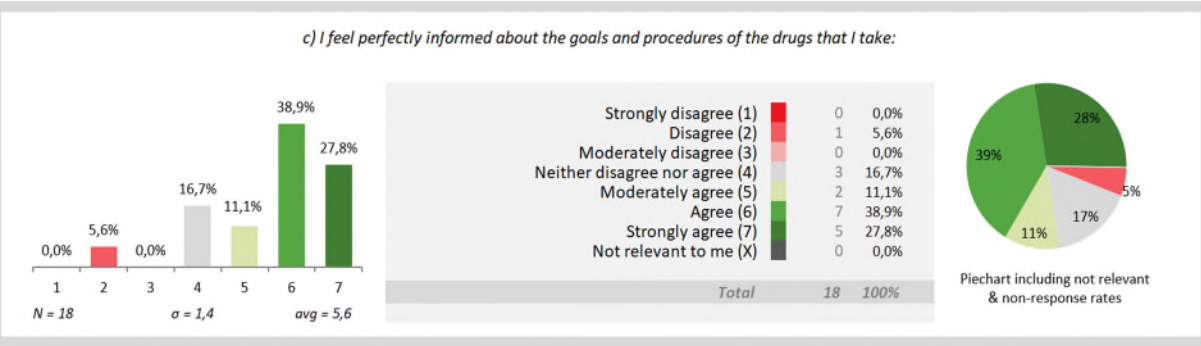 c) I feel perfectly informed about the goals and procedures of the drugs that I take:
0,0%
5,6%
0,0%
16,7%
11,1%
38,9%
27,8%
1 2 3 4 5 6 7
N = 18 σ = 1,4 avg = 5,6
Strongly disagree (1) 0 0,0%
Disagree (2) 1 5,6%
Moderately disagree (3) 0 0,0%
Neither disagree nor agree (4) 3 16,7%
Moderately agree (5) 2 11,1%
Agree (6) 7 38,9%
Strongly agree (7) 5 27,8%
Not relevant to me (X) 0 0,0%
Total 18 100%
28%
39%
5%
17%
11%
Piechart including not relevant
& non-response rates